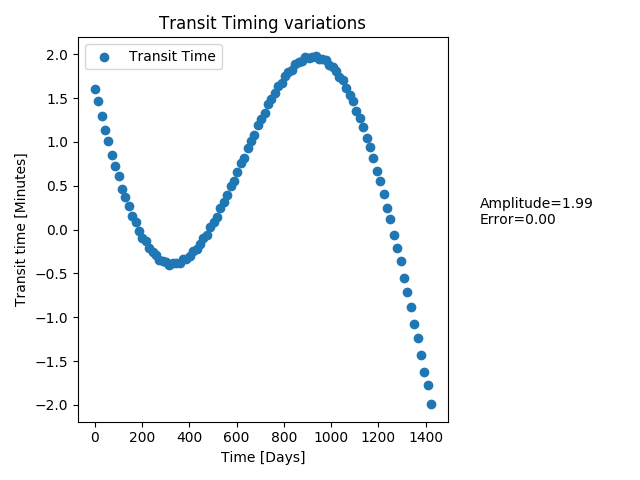 Transit Timing variations
Transit Time
2.0
1.5
1.0
0.5
0.0
−0.5
−1.0
−1.5
−2.0
Transit time [Minutes]
0 200 400 600 800 1000 1200 1400
Time [Days]
Amplitude=1.99
Error=0.00